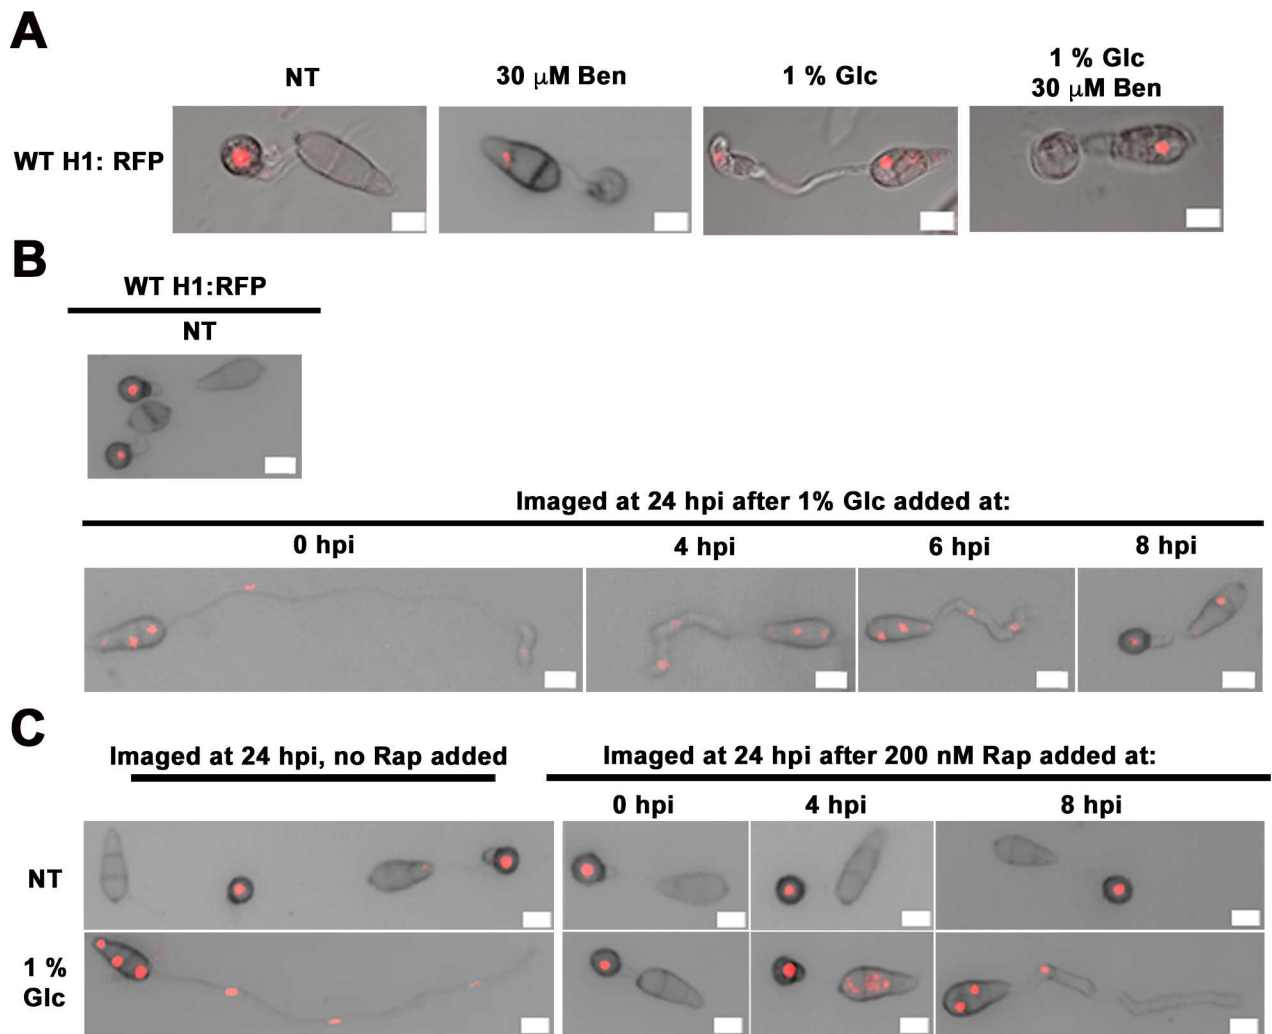 A
NT
30 μM Ben
1 % Glc
1 % Glc
30 μM Ben
WT H1: RFP
B
WT H1:RFP
NT
Imaged at 24 hpi after 1% Glc added at:
0 hpi
4 hpi
6 hpi
8 hpi
C
Imaged at 24 hpi, no Rap added
Imaged at 24 hpi after 200 nM Rap added at:
0 hpi
4 hpi
8 hpi
NT
1 %
Glc